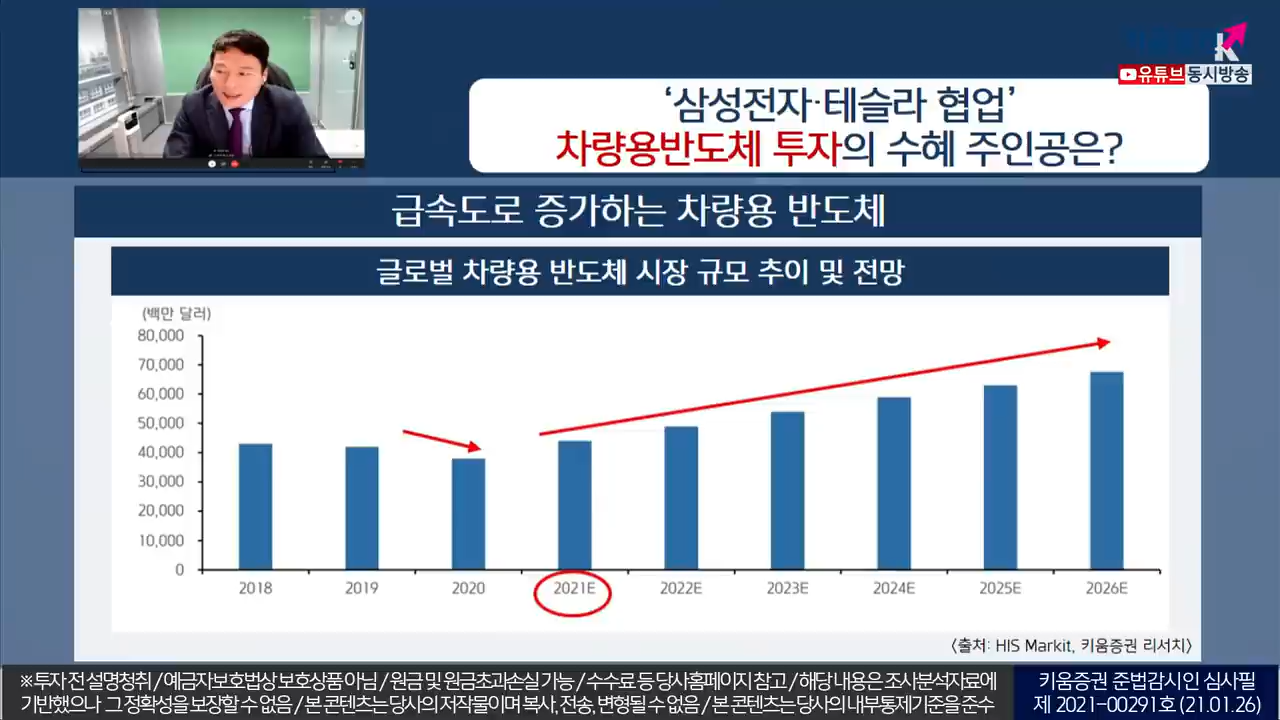 유튜브 동시방송
‘삼성전자·테슬라 협업’
차량용반도체 투자의 수혜 주인공은?
급속도로 증가하는 차량용 반도체
글로벌 차량용 반도체 시장 규모 추이 및 전망
(백만 달러)
80,000
70,000
60,000
50,000
40,000
30,000
20,000
10,000
0
2018 2019 2020 2021E 2022E 2023E 2024E 2025E 2026E
<출처: HIS Markit, 키움증권 리서치>
※ 투자 전 설명청취 / 예금자보호법상 보호상품 아님 / 원금 및 원금초과손실 가능 / 수수료 등 당사홈페이지 참고 / 해당 내용은 조사분석자료에
기반했으나 그 정확성을 보장할 수 없음 / 본 콘텐츠는 당사의 저작물이며 복사, 전송, 변형될 수 없음 / 본 콘텐츠는 당사의 내부통제기준을 준수
키움증권 준법감시인 심사필
제 2021-00291호 (21.01.26)